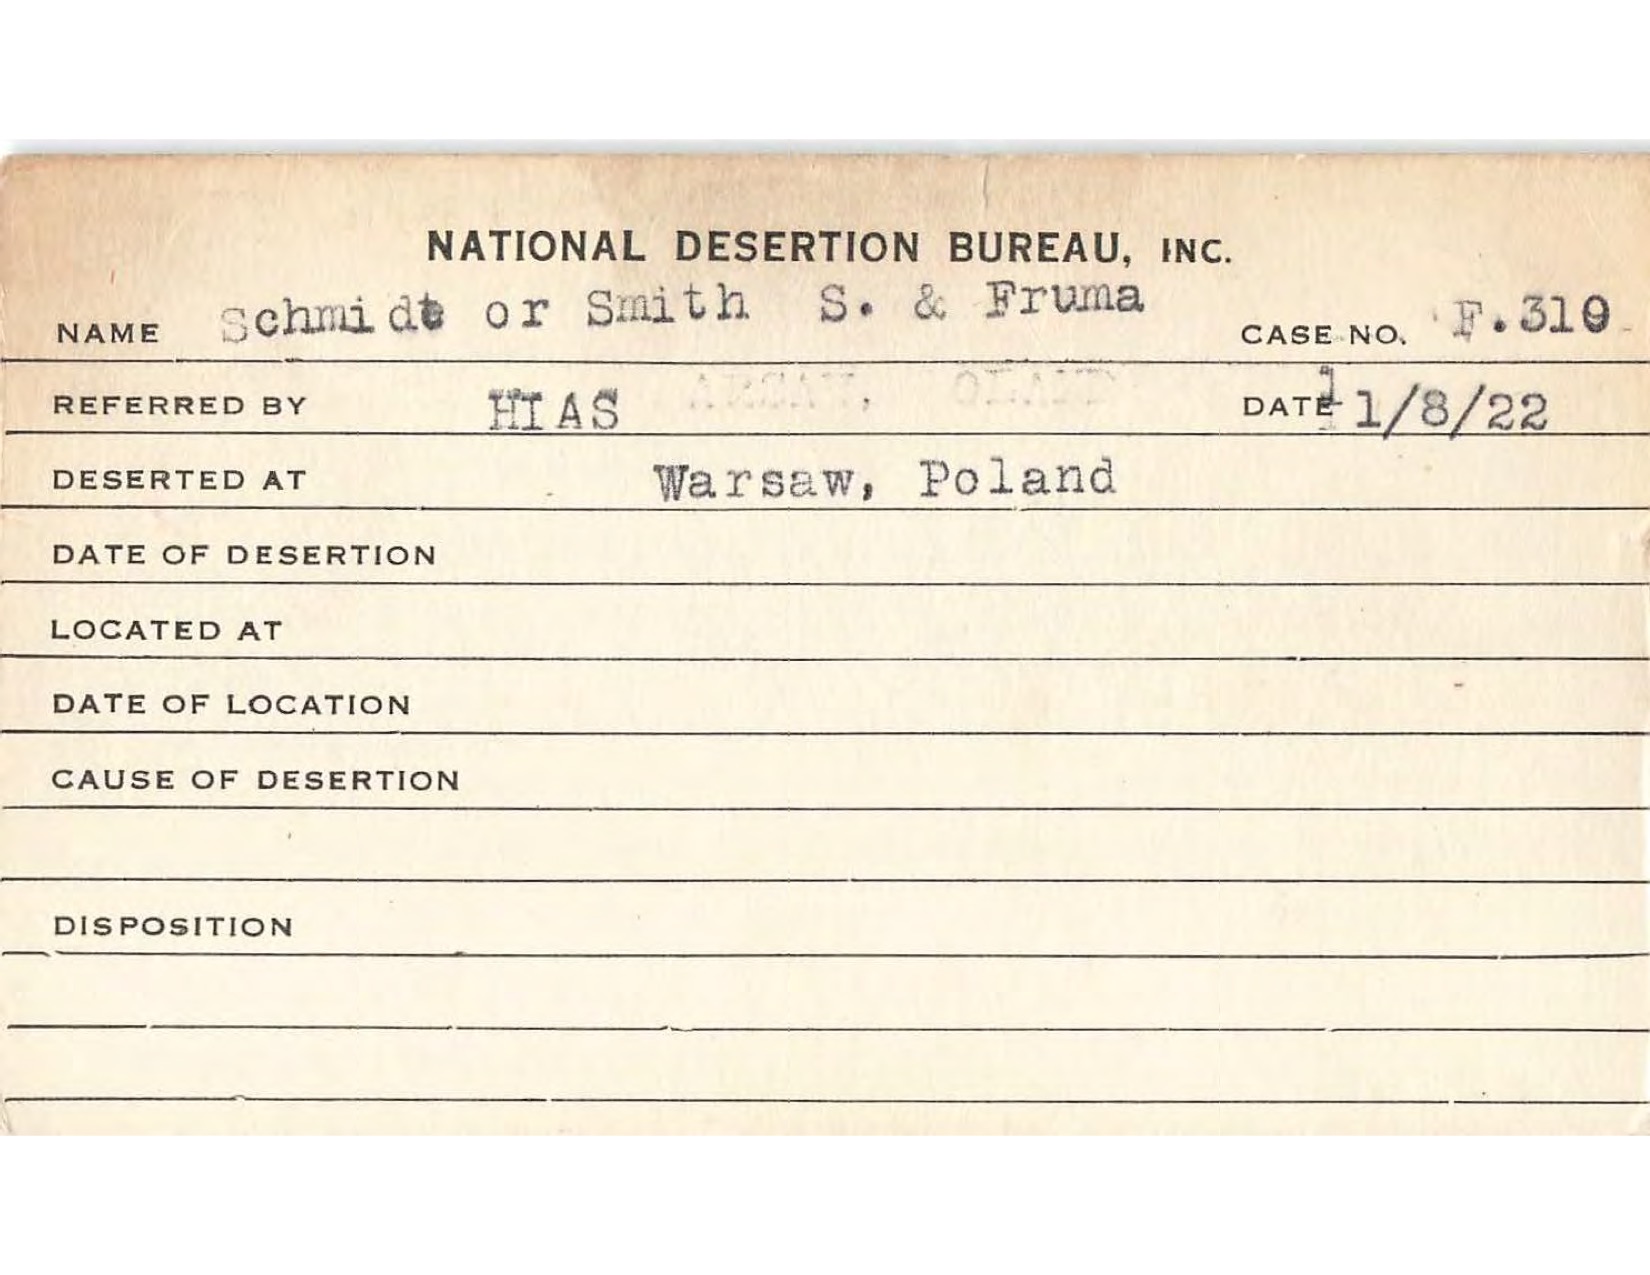 NATIONAL DESERTION BUREAU, INC.
NAME Schmidt or Smith S. & Fruma CASE NO. F.319
REFERRED BY HIAS DATE 11/8/22
DESERTED AT Warsaw, Poland
DATE OF DESERTION
LOCATED AT
DATE OF LOCATION
CAUSE OF DESERTION
DISPOSITION